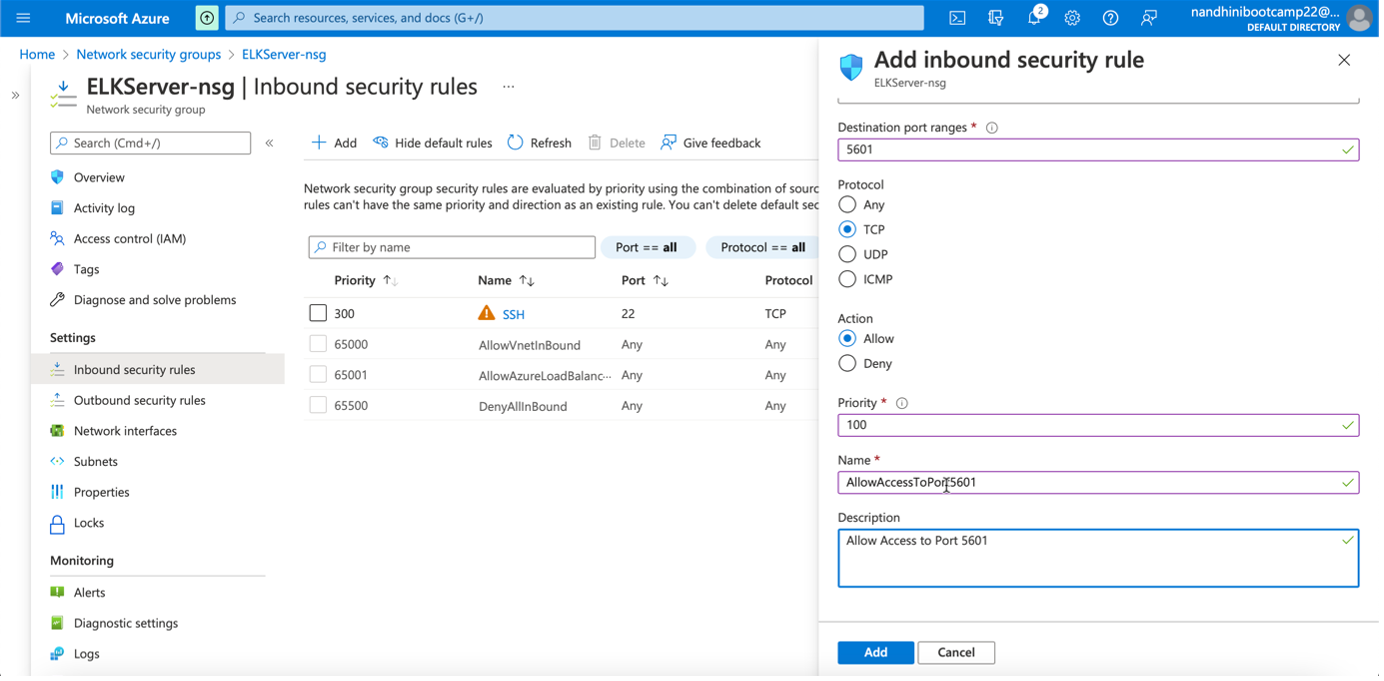 Microsoft Azure
Search resources, services, and docs (G+/)
2
nandhinibootcamp22@...
DEFAULT DIRECTORY
Home > Network security groups > ELKServer-nsg
ELKServer-nsg | Inbound security rules ...
Network security group
Search (Cmd+/)
Overview
Activity log
Access control (IAM)
Tags
Diagnose and solve problems
Settings
Inbound security rules
Outbound security rules
Network interfaces
Subnets
Properties
Locks
Monitoring
Alerts
Diagnostic settings
Logs
Add Hide default rules Refresh Delete Give feedback
Network security group security rules are evaluated by priority using the combination of sourc
rules can't have the same priority and direction as an existing rule. You can't delete default sec
Filter by name Port == all Protocol == all
Priority Name Port Protocol
300 SSH 22 TCP
65000 AllowVnetInBound Any Any
65001 AllowAzureLoadBalanc... Any Any
65500 DenyAllInBound Any Any
Add inbound security rule
ELKServer-nsg
Destination port ranges *
5601
Protocol
Any
TCP
UDP
ICMP
Action
Allow
Deny
Priority *
100
Name *
AllowAccessToPort5601
Description
Allow Access to Port 5601
Add Cancel